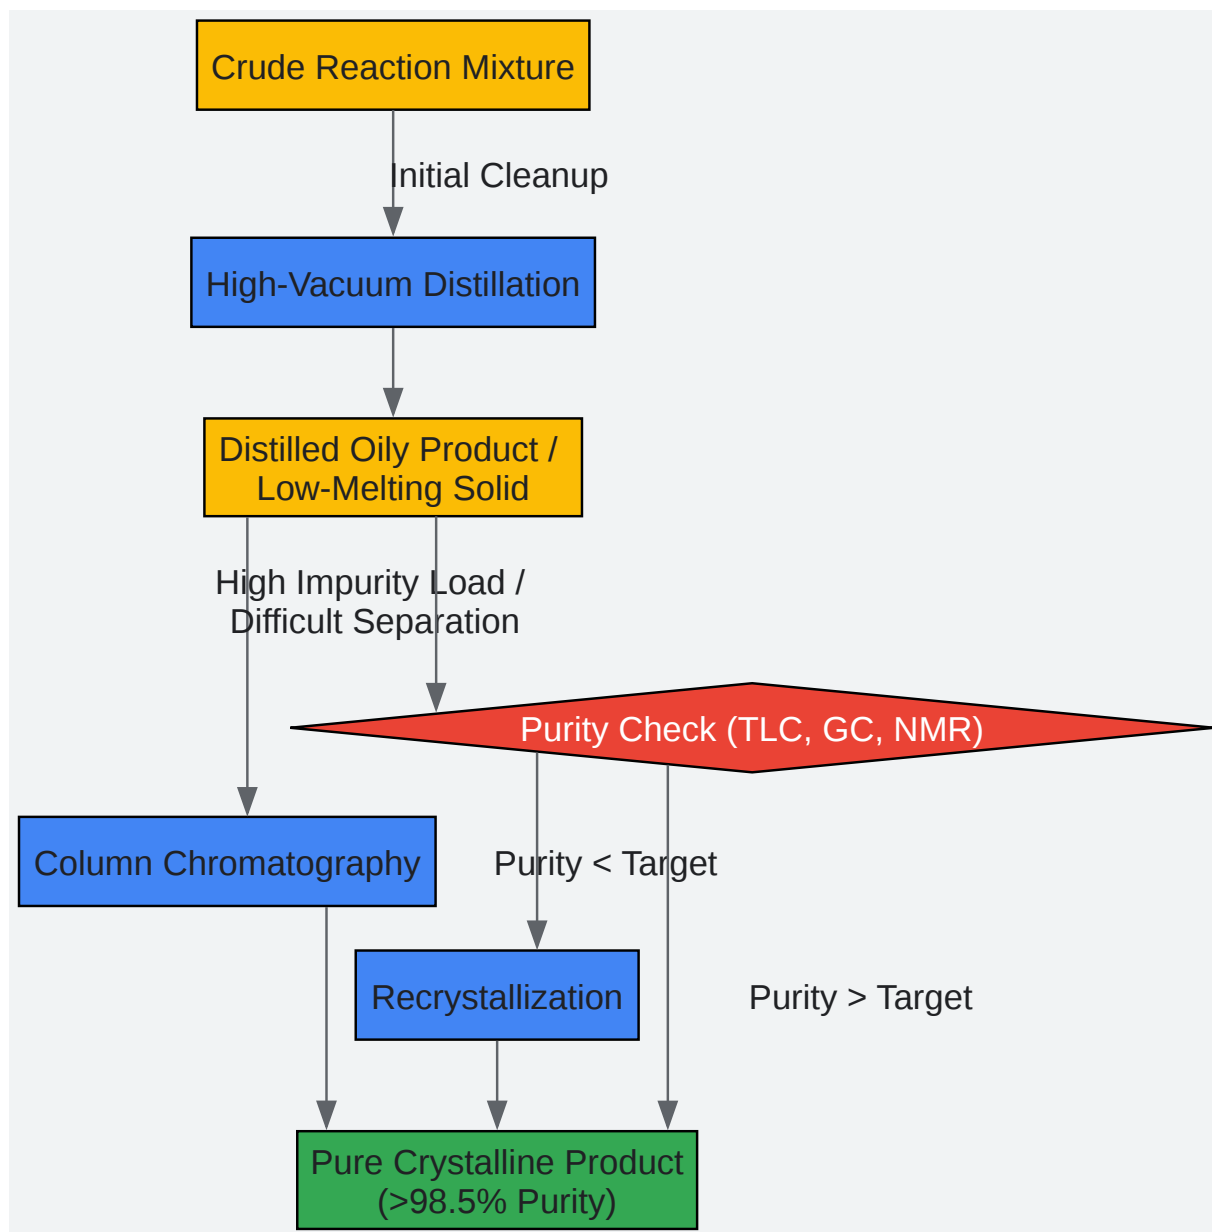 Crude Reaction Mixture
Initial Cleanup
High-Vacuum Distillation
Distilled Oily Product /
Low-Melting Solid
High Impurity Load /
Difficult Separation
Purity Check (TLC, GC, NMR)
Column Chromatography
Purity < Target
Recrystallization
Purity > Target
Pure Crystalline Product
(>98.5% Purity)